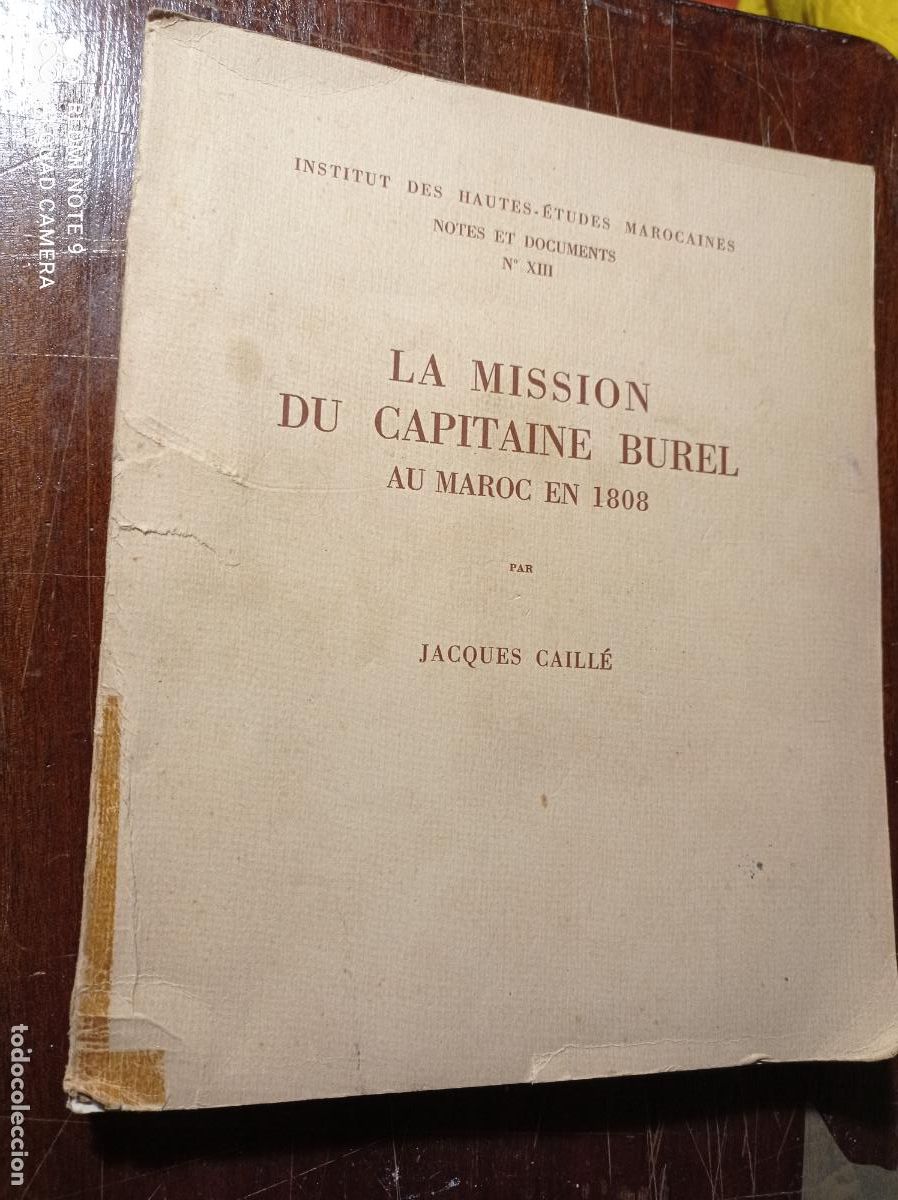 INSTITUT DES HAUTES-ÉTUDES MAROCAINES
NOTES ET DOCUMENTS
N° XIII
LA MISSION
DU CAPITAINE BUREL
AU MAROC EN 1808
PAR
JACQUES CAILLÉ
REDMI NOTE 9
AI QUAD CAMERA
todocoleccion